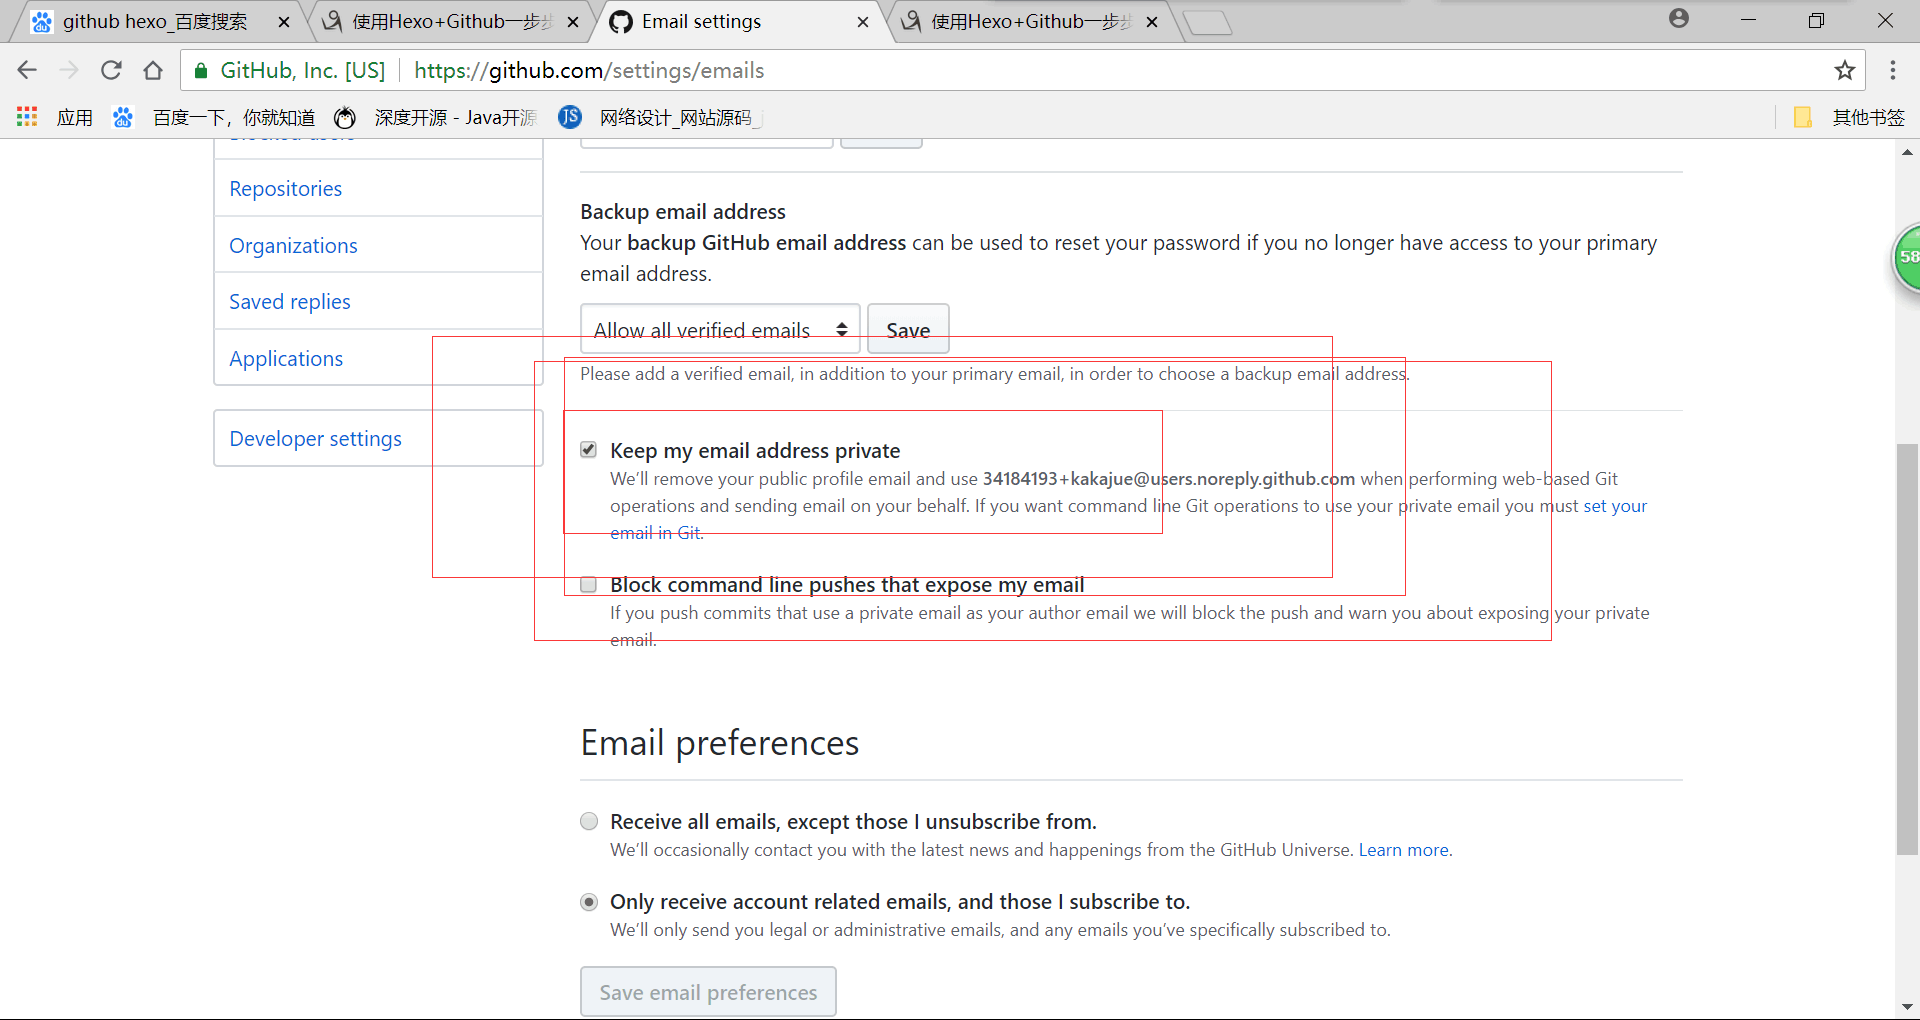 github hexo_百度搜索
使用Hexo+Github一步步
Email settings
使用Hexo+Github一步步
GitHub, Inc. [US]
https://github.com/settings/emails
应用
百度一下，你就知道
深度开源 - Java开源
网络设计_网站源码_j
其他书签
Blocked users
Repositories
Organizations
Saved replies
Applications
Developer settings
Backup email address
Your backup GitHub email address can be used to reset your password if you no longer have access to your primary
email address.
Allow all verified emails
Save
Please add a verified email, in addition to your primary email, in order to choose a backup email address.
Keep my email address private
We’ll remove your public profile email and use 34184193+kakajue@users.noreply.github.com when performing web-based Git
operations and sending email on your behalf. If you want command line Git operations to use your private email you must set your
email in Git.
Block command line pushes that expose my email
If you push commits that use a private email as your author email we will block the push and warn you about exposing your private
email.
58
Email preferences
Receive all emails, except those I unsubscribe from.
We’ll occasionally contact you with the latest news and happenings from the GitHub Universe. Learn more.
Only receive account related emails, and those I subscribe to.
We’ll only send you legal or administrative emails, and any emails you’ve specifically subscribed to.
Save email preferences